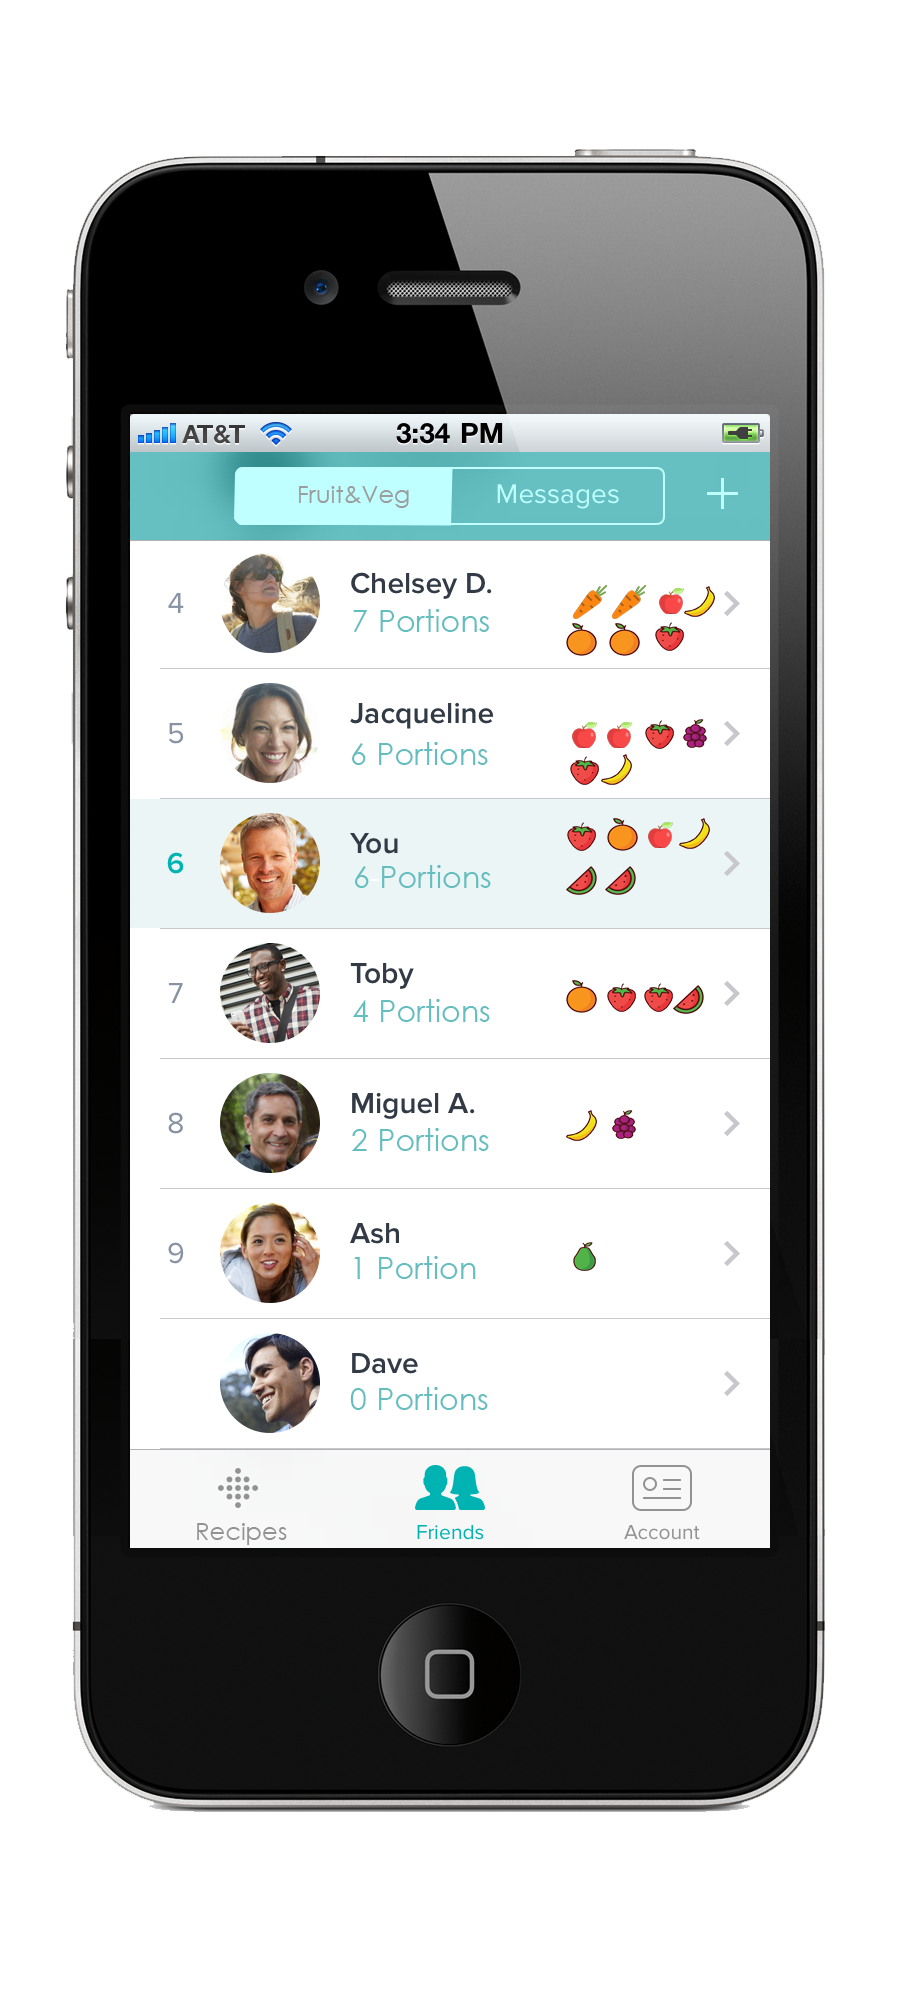 AT&T 3:34 PM
Fruit&Veg Messages
4 Chelsey D.
7 Portions
5 Jacqueline
6 Portions
6 You
6 Portions
7 Toby
4 Portions
8 Miguel A.
2 Portions
9 Ash
1 Portion
Dave
0 Portions
Recipes Friends Account